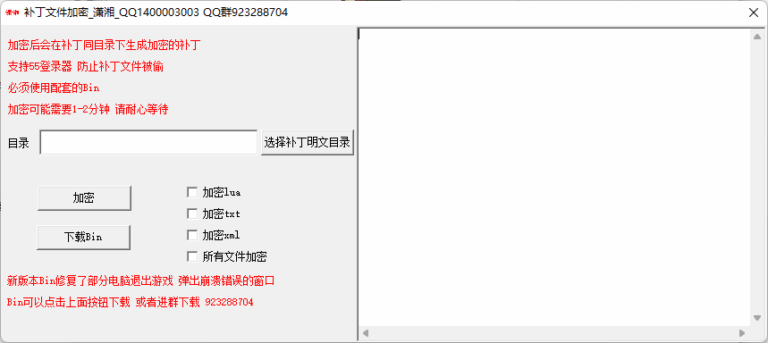 补丁文件加密_潇湘_QQ1400003003 QQ群923288704
加密后会在补丁同目录下生成加密的补丁
支持55登录器 防止补丁文件被偷
必须使用配套的Bin
加密可能需要1-2分钟 请耐心等待
目录
选择补丁明文目录
加密
加密lua
加密txt
下载Bin
加密xml
所有文件加密
新版本Bin修复了部分电脑退出游戏 弹出崩溃错误的窗口
Bin可以点击上面按钮下载 或者进群下载 923288704